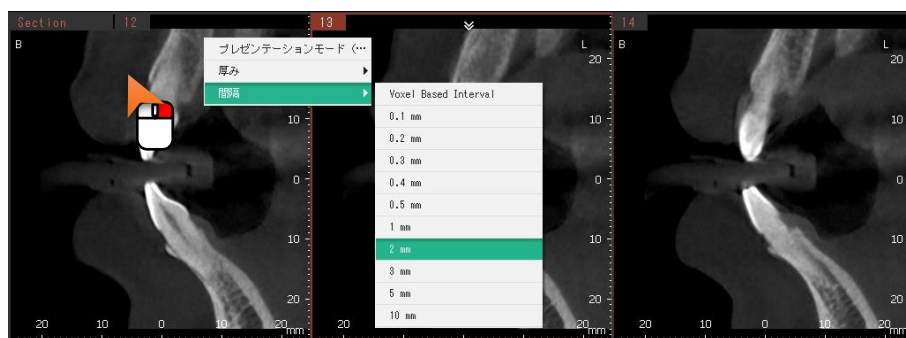 Section 12 13 14
B L B L
プレゼンテーションモード (…
厚み
間隔
Voxel Based Interval
0.1 mm
0.2 mm
0.3 mm
0.4 mm
0.5 mm
1 mm
2 mm
3 mm
5 mm
10 mm
20 20
10 10 10
0 0 0
10 10 10
20 20 20
20 10 0 10 20 mm 20 20 mm 20 10 0 10 20 mm